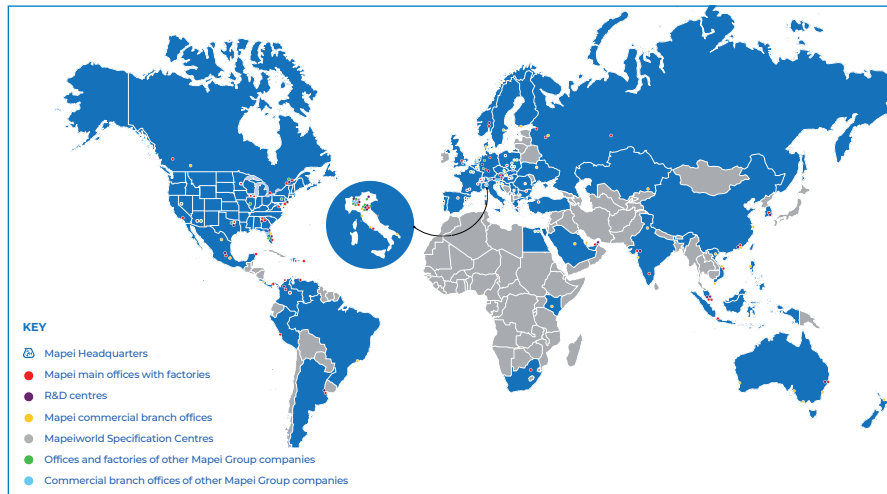 KEY
Mapei Headquarters
Mapei main offices with factories
R&D centres
Mapei commercial branch offices
Mapeiworld Specification Centres
Offices and factories of other Mapei Group companies
Commercial branch offices of other Mapei Group companies